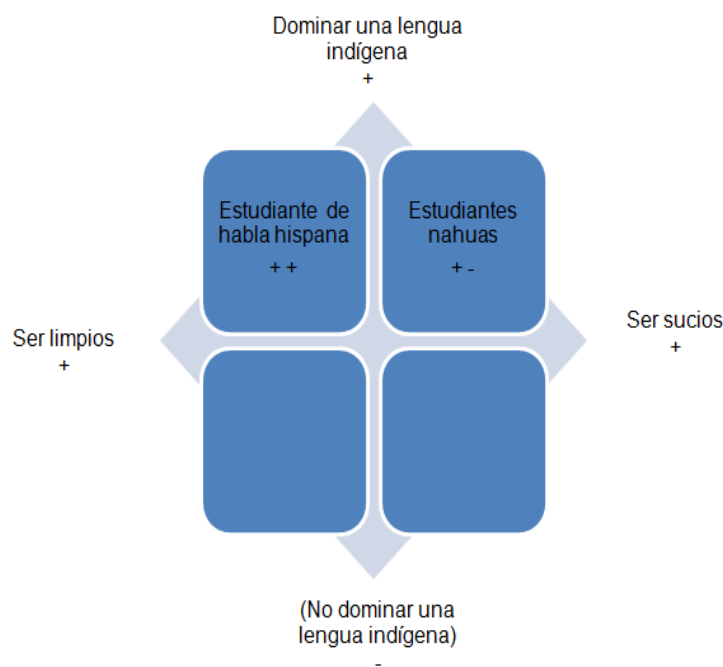 Dominar una lengua
indígena
+
Estudiante de
habla hispana
+ +
Estudiantes
nahuas
+ -
Ser limpios
+
Ser sucios
+
(No dominar una
lengua indígena)
-